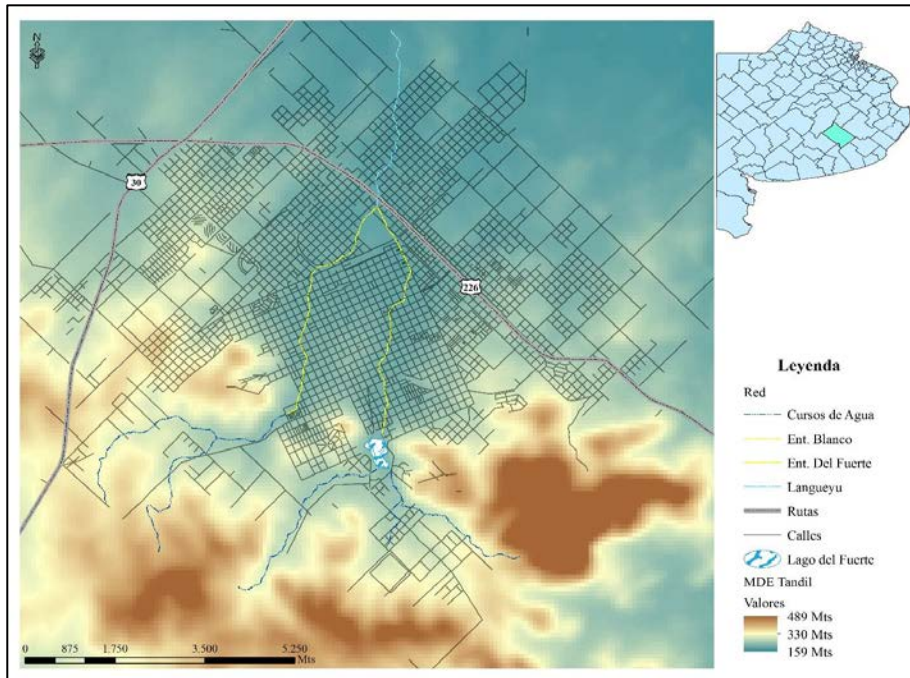 N
30
226
0 875 1.750 3.500 5.250
Mts
Leyenda
Red
Cursos de Agua
Ent. Blanco
Ent. Del Fuerte
Langueyu
Rutas
Calles
Lago del Fuerte
MDE Tandil
Valores
489 Mts
330 Mts
159 Mts